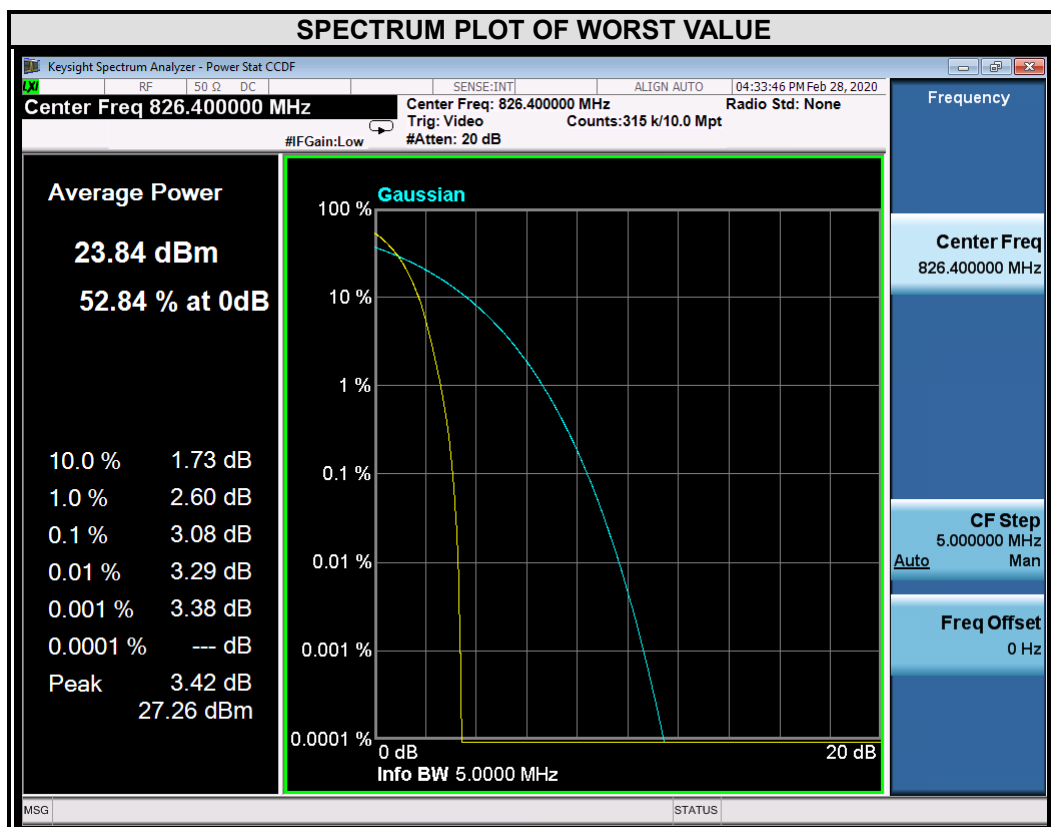 SPECTRUM PLOT OF WORST VALUE
Keysight Spectrum Analyzer - Power Stat CCDF
LXI RF 50 Ω DC SENSE:INT ALIGN AUTO 04:33:46 PM Feb 28, 2020
Center Freq 826.400000 MHz
Center Freq: 826.400000 MHz Radio Std: None
Trig: Video Counts:315 k/10.0 Mpt
#IFGain:Low #Atten: 20 dB
Average Power
23.84 dBm
52.84 % at 0dB
10.0 % 1.73 dB
1.0 % 2.60 dB
0.1 % 3.08 dB
0.01 % 3.29 dB
0.001 % 3.38 dB
0.0001 % --- dB
Peak 3.42 dB
27.26 dBm
Gaussian
100 %
10 %
1 %
0.1 %
0.01 %
0.001 %
0.0001 %
0 dB 20 dB
Info BW 5.0000 MHz
Frequency
Center Freq
826.400000 MHz
CF Step
5.000000 MHz
Auto Man
Freq Offset
0 Hz
MSG STATUS